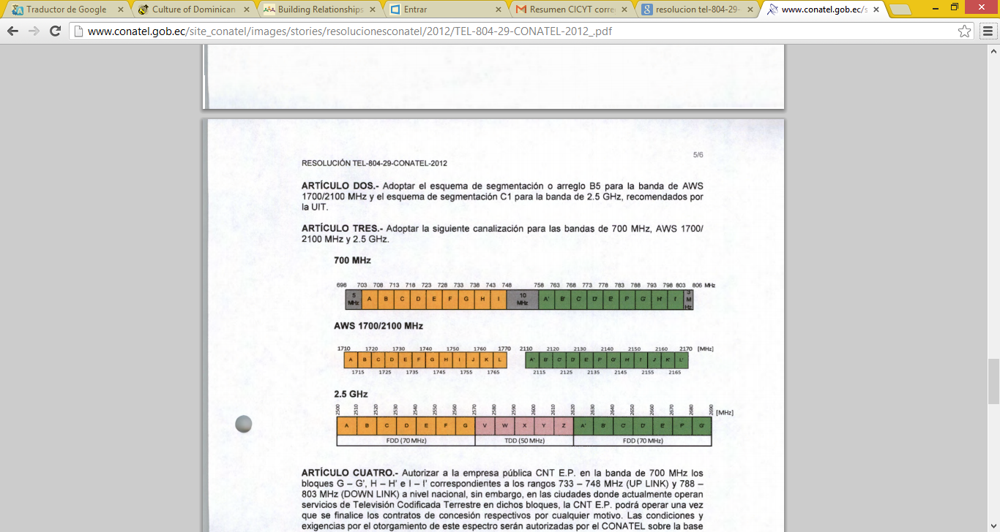 Traductor de Google
Culture of Dominican
Building Relationships
Entrar
Resumen CICYT corre
resolucion tel-804-29-
www.conatel.gob.ec/s
www.conatel.gob.ec/site_conatel/images/stories/resolucionesconatel/2012/TEL-804-29-CONATEL-2012_.pdf
5/6
RESOLUCIÓN TEL-804-29-CONATEL-2012
ARTÍCULO DOS.- Adoptar el esquema de segmentación o arreglo B5 para la banda de AWS
1700/2100 MHz y el esquema de segmentación C1 para la banda de 2.5 GHz, recomendados por
la UIT.
ARTÍCULO TRES.- Adoptar la siguiente canalización para las bandas de 700 MHz, AWS 1700/
2100 MHz y 2.5 GHz.
700 MHz
698 703 708 713 718 723 728 733 738 743 748 758 763 768 773 778 783 788 793 798 803 806 MHz
5 MHz A B C D E F G H I 10 MHz A' B' C' D' E' F' G' H' I' 3 MHz
AWS 1700/2100 MHz
1710 1720 1730 1740 1750 1760 1770 2110 2120 2130 2140 2150 2160 2170 [MHz]
A B C D E F G H I J K L A' B' C' D' E' F' G' H' I' J' K' L'
1715 1725 1735 1745 1755 1765 2115 2125 2135 2145 2155 2165
2.5 GHz
2500 2510 2520 2530 2540 2550 2560 2570 2580 2590 2600 2610 2620 2630 2640 2650 2660 2670 2680 2690 [MHz]
A B C D E F G V W X Y Z A' B' C' D' E' F' G'
FDD (70 MHz) TDD (50 MHz) FDD (70 MHz)
ARTÍCULO CUATRO.- Autorizar a la empresa pública CNT E.P. en la banda de 700 MHz los
bloques G – G', H – H' e I – I' correspondientes a los rangos 733 – 748 MHz (UP LINK) y 788 –
803 MHz (DOWN LINK) a nivel nacional, sin embargo, en las ciudades donde actualmente operan
servicios de Televisión Codificada Terrestre en dichos bloques, la CNT E.P. podrá operar una vez
que se finalice los contratos de concesión respectivos por cualquier motivo. Las condiciones y
exigencias por el otorgamiento de este espectro serán autorizadas por el CONATEL sobre la base